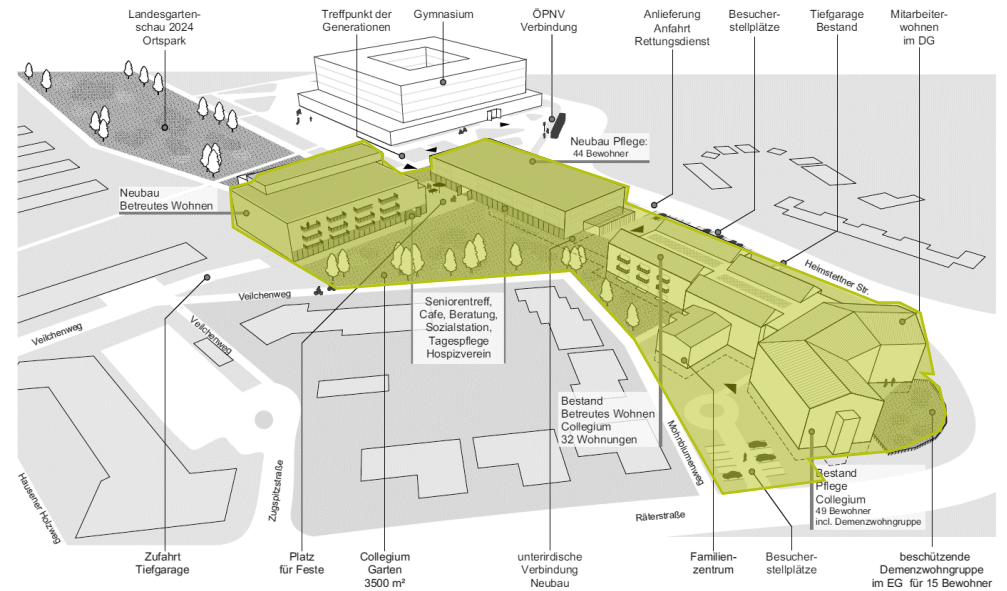 Landesgarten-
schau 2024
Ortspark
Treffpunkt der
Generationen
Gymnasium
ÖPNV
Verbindung
Anlieferung
Anfahrt
Rettungsdienst
Besucher-
stellplätze
Tiefgarage
Bestand
Mitarbeiter-
wohnen
im DG
Neubau Pflege:
44 Bewohner
Neubau
Betreutes Wohnen
Heimstettner Str.
Veilchenweg
Veilchenweg
Veilchenweg
Seniorentreff,
Cafe, Beratung,
Sozialstation,
Tagespflege
Hospizverein
Bestand
Betreutes Wohnen
Collegium
32 Wohnungen
Mohnblumenweg
Bestand
Pflege
Collegium
49 Bewohner
incl. Demenzwohngruppe
Hausener Holzweg
Zugspitzstraße
Räterstraße
Zufahrt
Tiefgarage
Platz
für Feste
Collegium
Garten
3500 m²
unterirdische
Verbindung
Neubau
Familien-
zentrum
Besucher-
stellplätze
beschützende
Demenzwohngruppe
im EG für 15 Bewohner